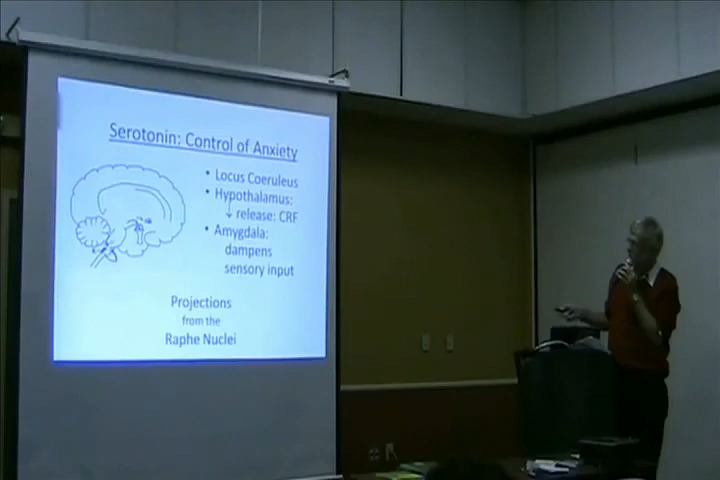 Serotonin: Control of Anxiety
• Locus Coeruleus
• Hypothalamus:
↓ release: CRF
• Amygdala:
dampens
sensory input
Projections
from the
Raphe Nuclei